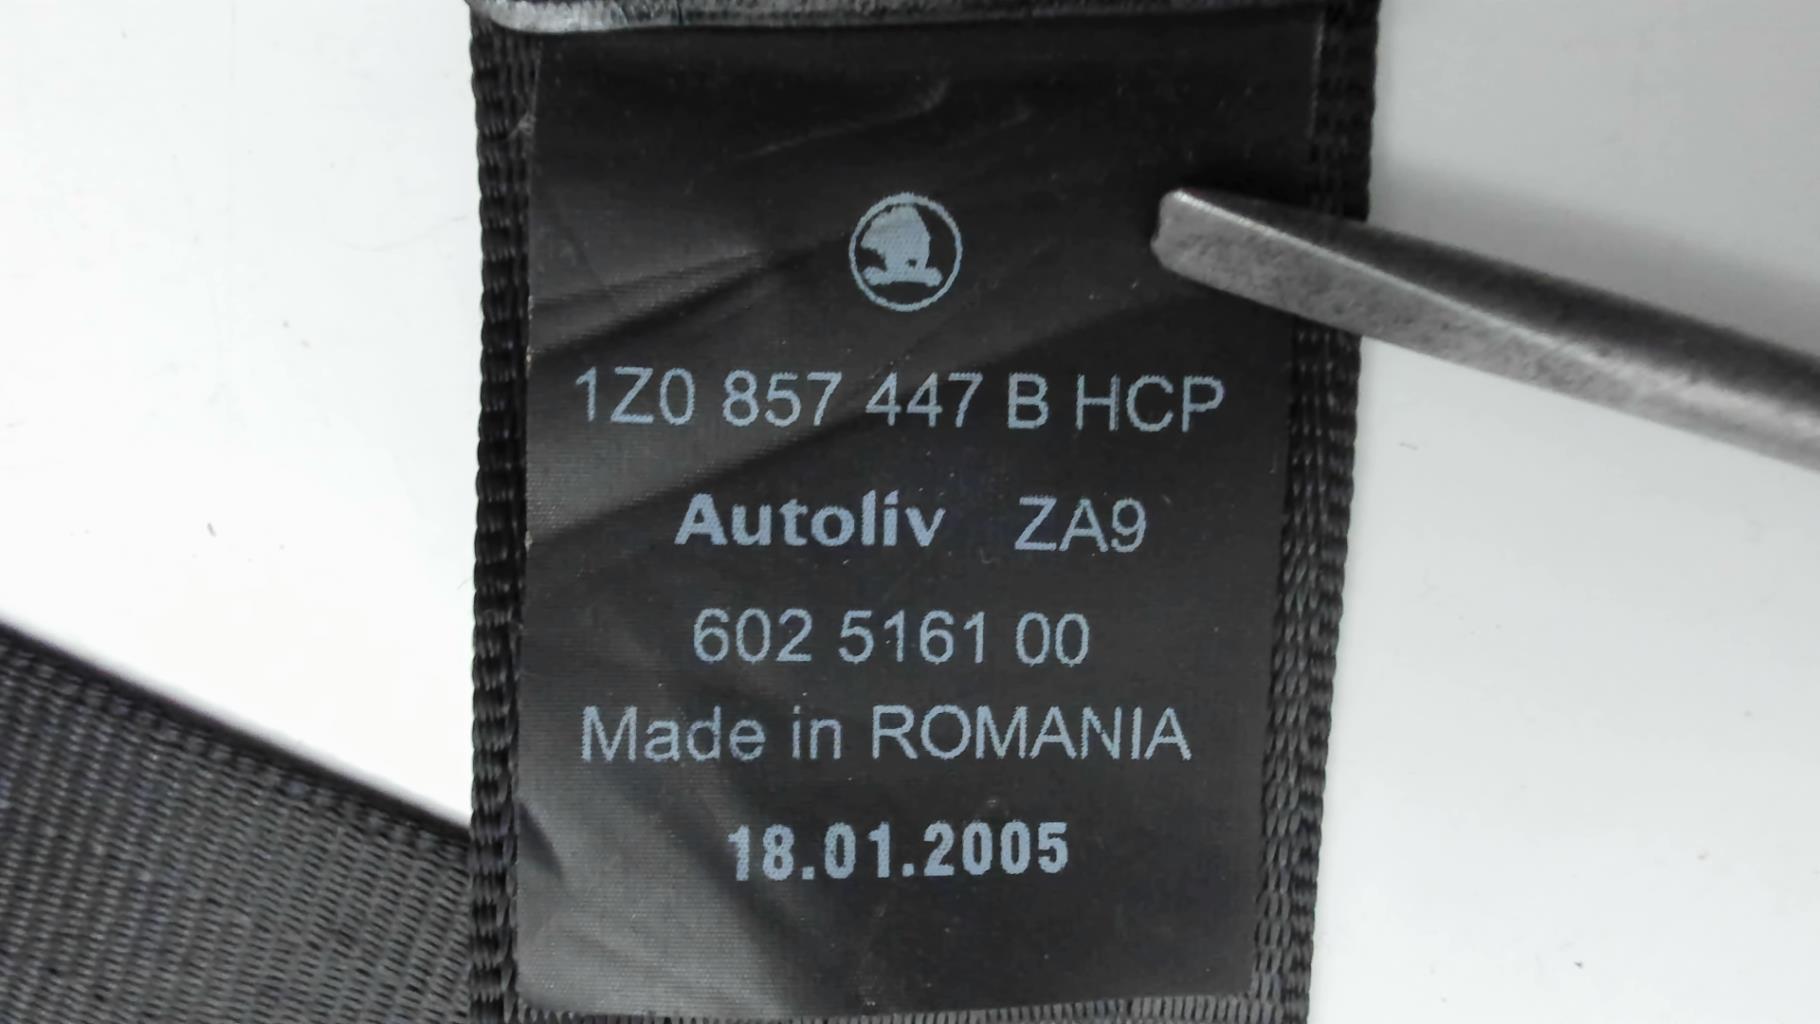 1Z0 857 447 B HCP
Autoliv ZA9
602 5161 00
Made in ROMANIA
18.01.2005